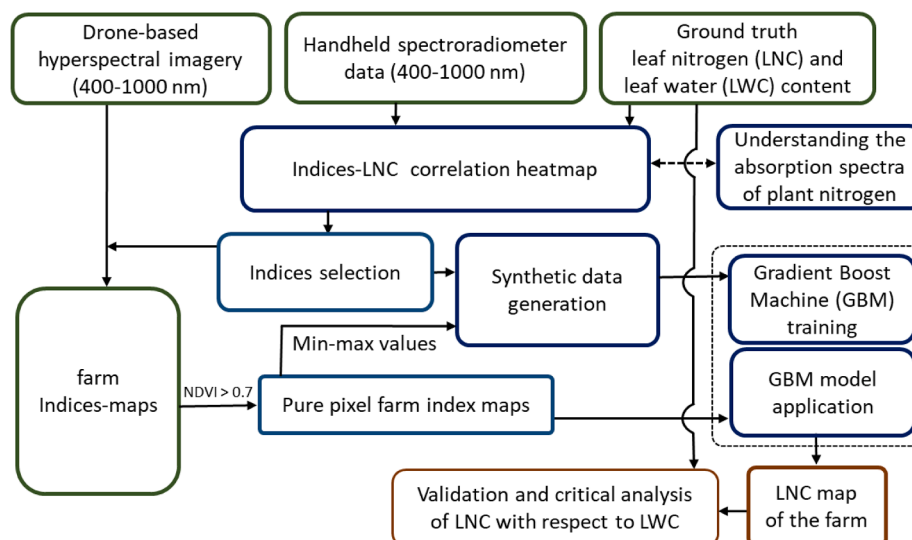 Drone-based
hyperspectral imagery
(400-1000 nm)
Handheld spectroradiometer
data (400-1000 nm)
Ground truth
leaf nitrogen (LNC) and
leaf water (LWC) content
Indices-LNC correlation heatmap
Understanding the
absorption spectra
of plant nitrogen
Indices selection
Synthetic data
generation
Gradient Boost
Machine (GBM)
training
Min-max values
farm
Indices-maps
NDVI > 0.7
Pure pixel farm index maps
GBM model
application
Validation and critical analysis
of LNC with respect to LWC
LNC map
of the farm